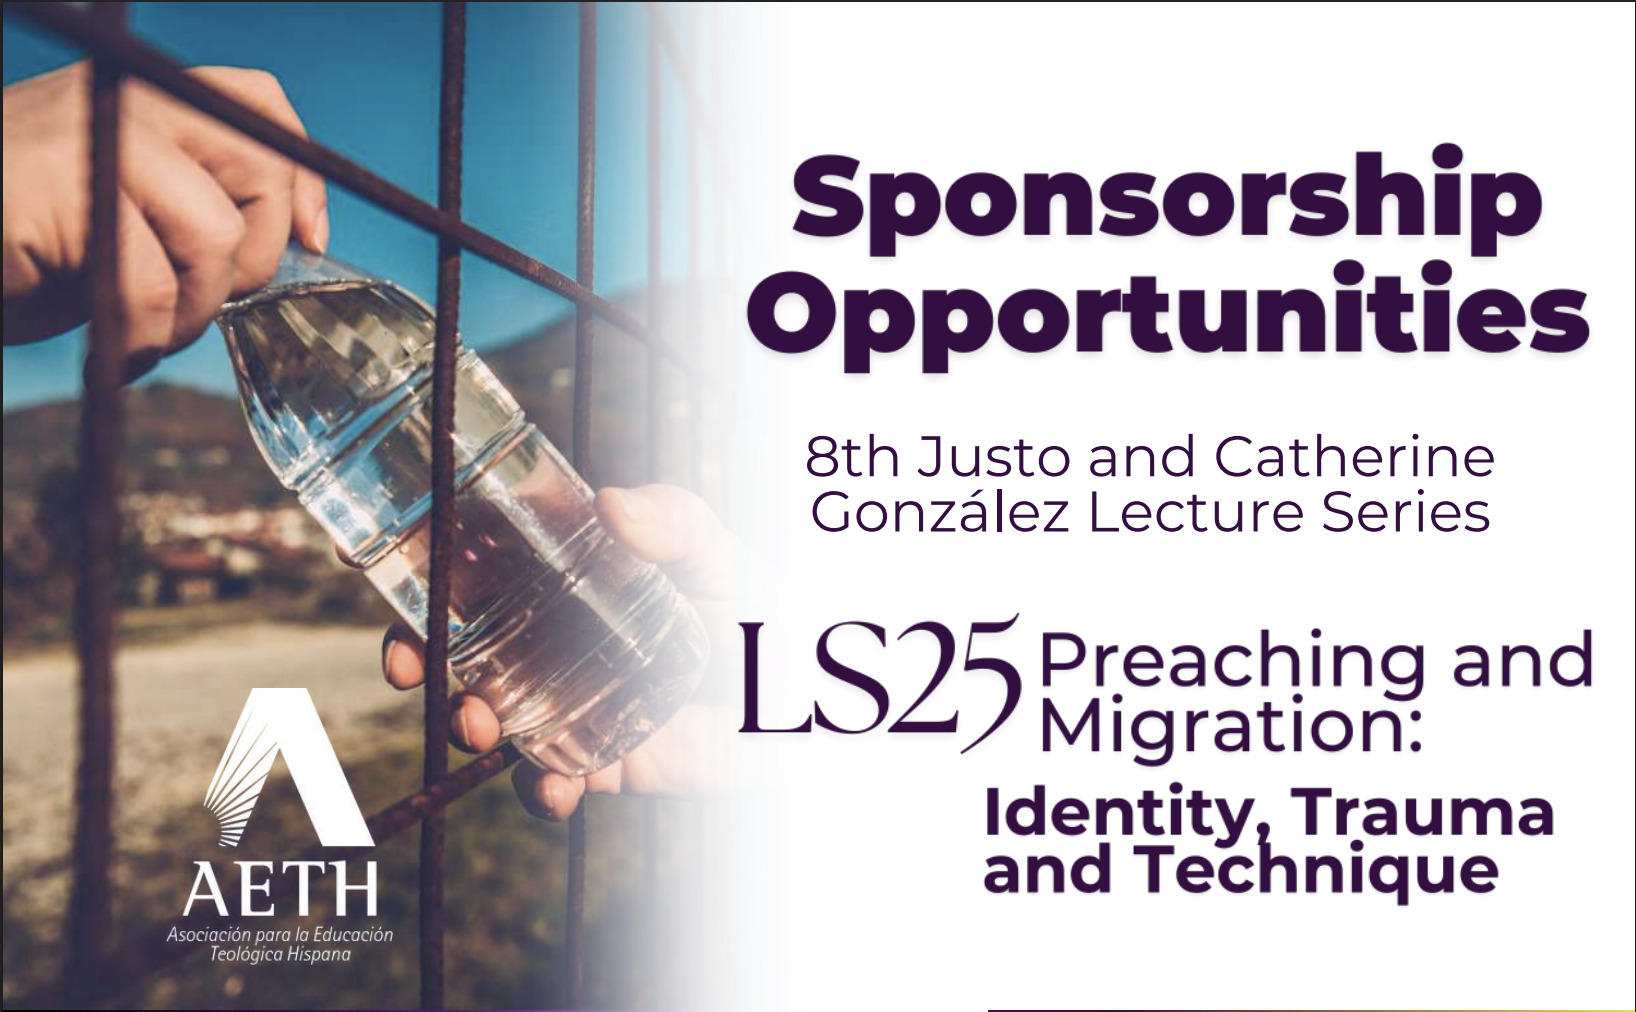 Sponsorship
Opportunities
8th Justo and Catherine
González Lecture Series
LS25
Preaching and
Migration:
Identity, Trauma
and Technique
AETH
Asociación para la Educación
Teológica Hispana